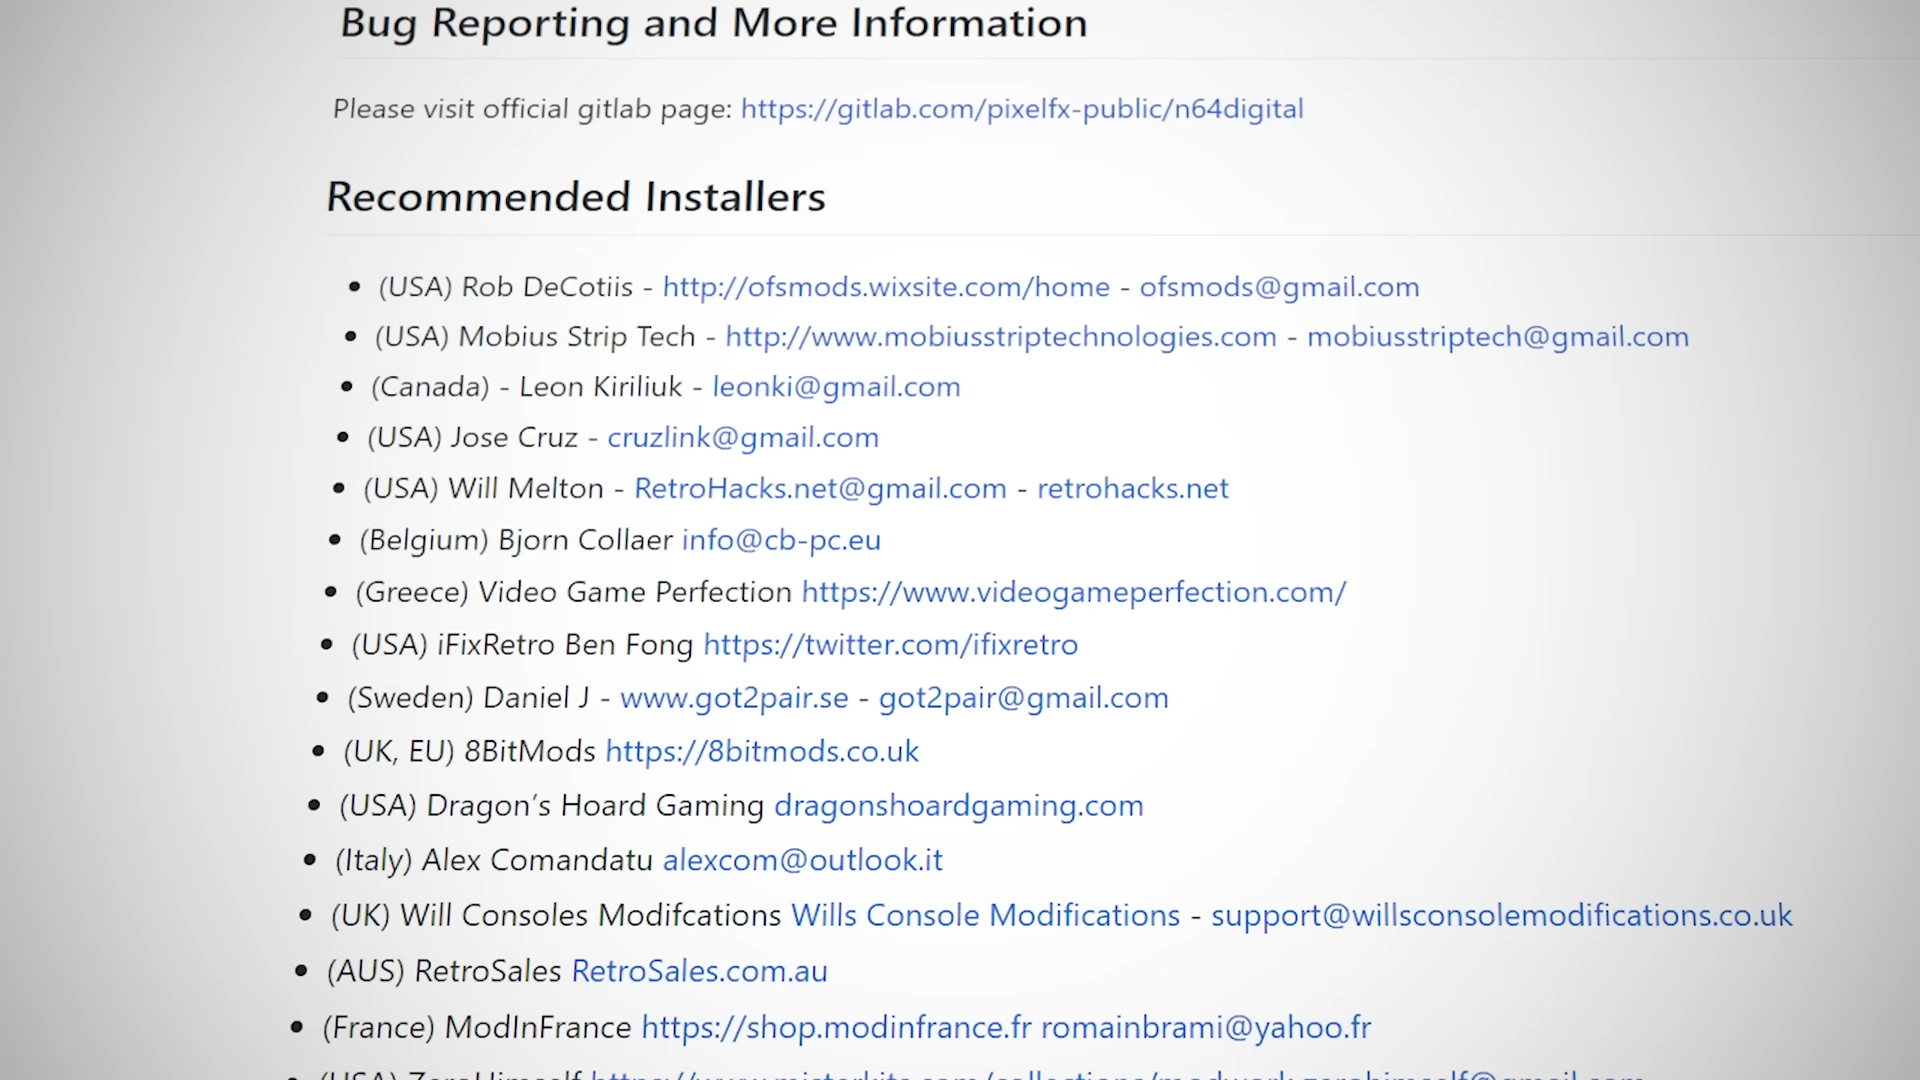 Bug Reporting and More Information
Please visit official gitlab page: https://gitlab.com/pixelfx-public/n64digital
Recommended Installers
(USA) Rob DeCotiis - http://ofsmods.wixsite.com/home - ofsmods@gmail.com
(USA) Mobius Strip Tech - http://www.mobiusstriptechnologies.com - mobiusstriptech@gmail.com
(Canada) - Leon Kiriliuk - leonki@gmail.com
(USA) Jose Cruz - cruzlink@gmail.com
(USA) Will Melton - RetroHacks.net@gmail.com - retrohacks.net
(Belgium) Bjorn Collaer info@cb-pc.eu
(Greece) Video Game Perfection https://www.videogameperfection.com/
(USA) iFixRetro Ben Fong https://twitter.com/ifixretro
(Sweden) Daniel J - www.got2pair.se - got2pair@gmail.com
(UK, EU) 8BitMods https://8bitmods.co.uk
(USA) Dragon's Hoard Gaming dragonshoardgaming.com
(Italy) Alex Comandatu alexcom@outlook.it
(UK) Will Consoles Modifcations Wills Console Modifications - support@willsconsolemodifications.co.uk
(AUS) RetroSales RetroSales.com.au
(France) ModInFrance https://shop.modinfrance.fr romainbrami@yahoo.fr
(USA) ZeroHimself